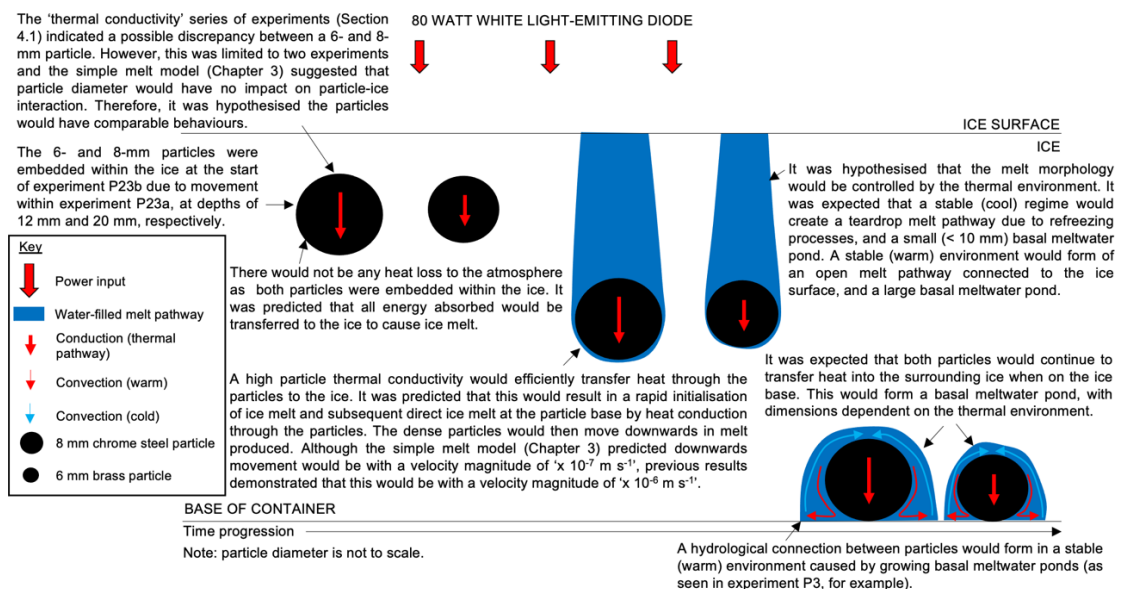 The ‘thermal conductivity’ series of experiments (Section
4.1) indicated a possible discrepancy between a 6- and 8-
mm particle. However, this was limited to two experiments
and the simple melt model (Chapter 3) suggested that
particle diameter would have no impact on particle-ice
interaction. Therefore, it was hypothesised the particles
would have comparable behaviours.
80 WATT WHITE LIGHT-EMITTING DIODE
ICE SURFACE
ICE
The 6- and 8-mm particles were
embedded within the ice at the start
of experiment P23b due to movement
within experiment P23a, at depths of
12 mm and 20 mm, respectively.
It was hypothesised that the melt morphology
would be controlled by the thermal environment. It
was expected that a stable (cool) regime would
create a teardrop melt pathway due to refreezing
processes, and a small (< 10 mm) basal meltwater
pond. A stable (warm) environment would form of
an open melt pathway connected to the ice
surface, and a large basal meltwater pond.
Key
Power input
Water-filled melt pathway
Conduction (thermal
pathway)
Convection (warm)
Convection (cold)
8 mm chrome steel particle
6 mm brass particle
There would not be any heat loss to the atmosphere
as both particles were embedded within the ice. It
was predicted that all energy absorbed would be
transferred to the ice to cause ice melt.
A high particle thermal conductivity would efficiently transfer heat through the
particles to the ice. It was predicted that this would result in a rapid initialisation
of ice melt and subsequent direct ice melt at the particle base by heat conduction
through the particles. The dense particles would then move downwards in melt
produced. Although the simple melt model (Chapter 3) predicted downwards
movement would be with a velocity magnitude of ‘x 10⁻⁷ m s⁻¹’, previous results
demonstrated that this would be with a velocity magnitude of ‘x 10⁻⁶ m s⁻¹’.
It was expected that both particles would continue to
transfer heat into the surrounding ice when on the ice
base. This would form a basal meltwater pond, with
dimensions dependent on the thermal environment.
BASE OF CONTAINER
Time progression
Note: particle diameter is not to scale.
A hydrological connection between particles would form in a stable
(warm) environment caused by growing basal meltwater ponds (as
seen in experiment P3, for example).